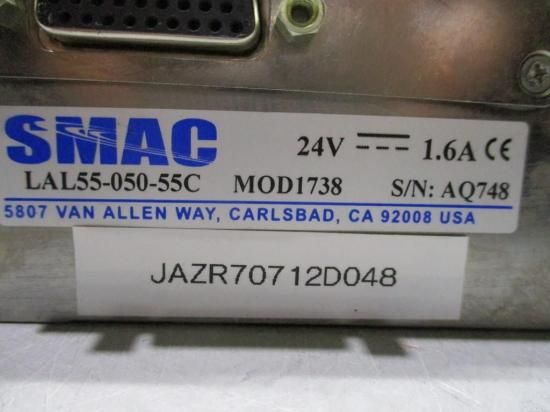 SMAC 24V 1.6A CE
LAL55-050-55C MOD1738 S/N: AQ748
5807 VAN ALLEN WAY, CARLSBAD, CA 92008 USA
JAZR70712D048